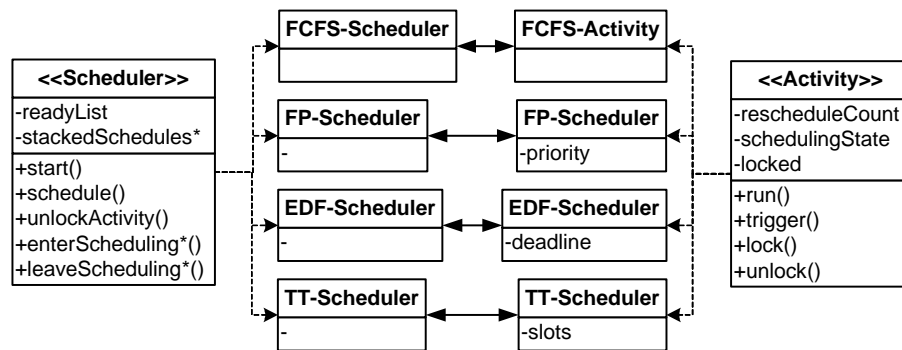 <<Scheduler>>
-readyList
-stackedSchedules*
+start()
+schedule()
+unlockActivity()
+enterScheduling*()
+leaveScheduling*()
FCFS-Scheduler
FCFS-Activity
FP-Scheduler
-
FP-Scheduler
-priority
EDF-Scheduler
-
EDF-Scheduler
-deadline
TT-Scheduler
-
TT-Scheduler
-slots
<<Activity>>
-rescheduleCount
-schedulingState
-locked
+run()
+trigger()
+lock()
+unlock()